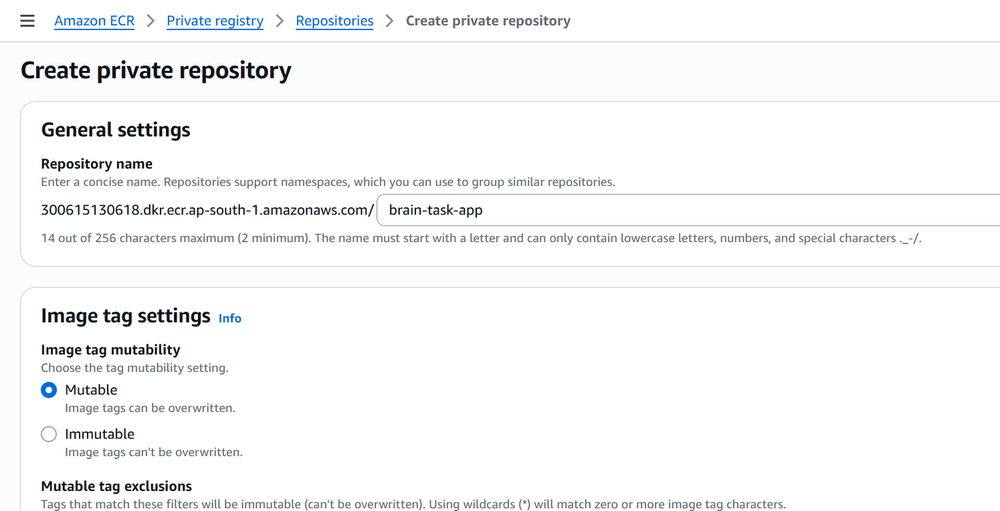 Amazon ECR > Private registry > Repositories > Create private repository
Create private repository
General settings
Repository name
Enter a concise name. Repositories support namespaces, which you can use to group similar repositories.
300615130618.dkr.ecr.ap-south-1.amazonaws.com/ brain-task-app
14 out of 256 characters maximum (2 minimum). The name must start with a letter and can only contain lowercase letters, numbers, and special characters ._-/.
Image tag settings Info
Image tag mutability
Choose the tag mutability setting.
Mutable
Image tags can be overwritten.
Immutable
Image tags can't be overwritten.
Mutable tag exclusions
Tags that match these filters will be immutable (can't be overwritten). Using wildcards (*) will match zero or more image tag characters.